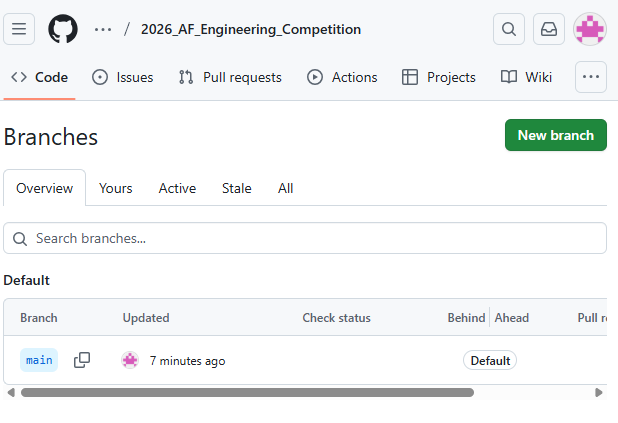 ... / 2026_AF_Engineering_Competition
Code Issues Pull requests Actions Projects Wiki ...
Branches New branch
Overview Yours Active Stale All
Search branches...
Default
Branch Updated Check status Behind Ahead Pull re
main 7 minutes ago Default